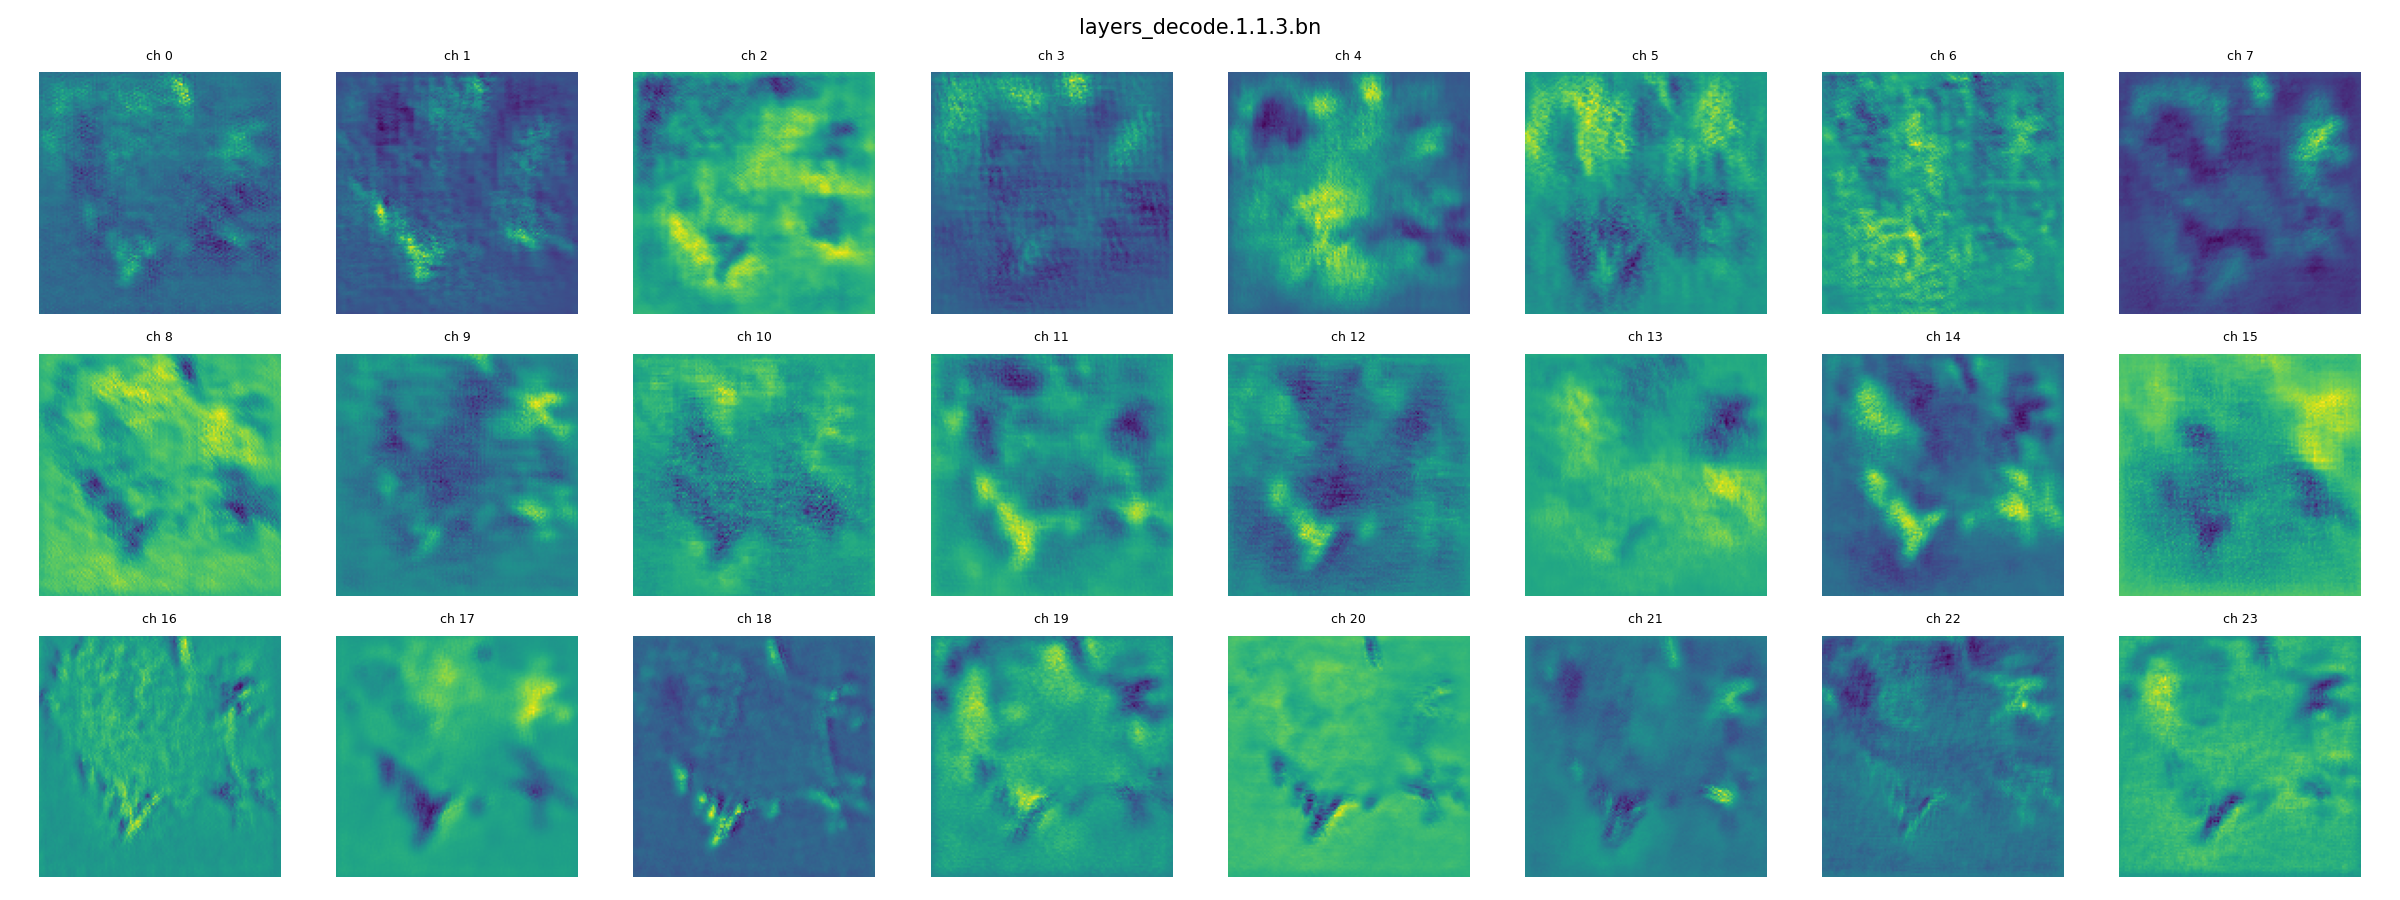 layers_decode.1.1.3.bn
ch 0 ch 1 ch 2 ch 3 ch 4 ch 5 ch 6 ch 7
ch 8 ch 9 ch 10 ch 11 ch 12 ch 13 ch 14 ch 15
ch 16 ch 17 ch 18 ch 19 ch 20 ch 21 ch 22 ch 23